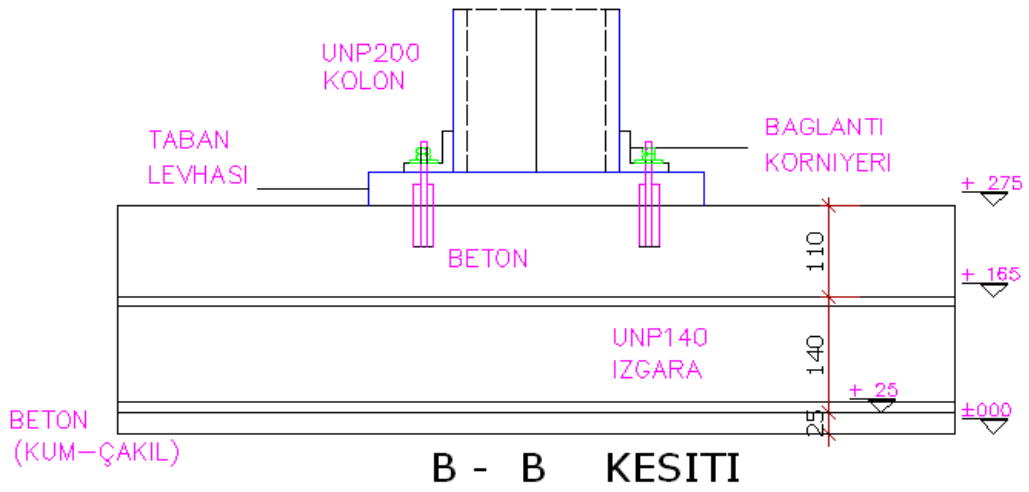 UNP200
KOLON
TABAN
LEVHASI
BAGLANTI
KORNIYERI
+ 275
BETON
110
+ 165
UNP140
IZGARA
140
+ 25
25
±000
BETON
(KUM-ÇAKIL)
B - B KESITI